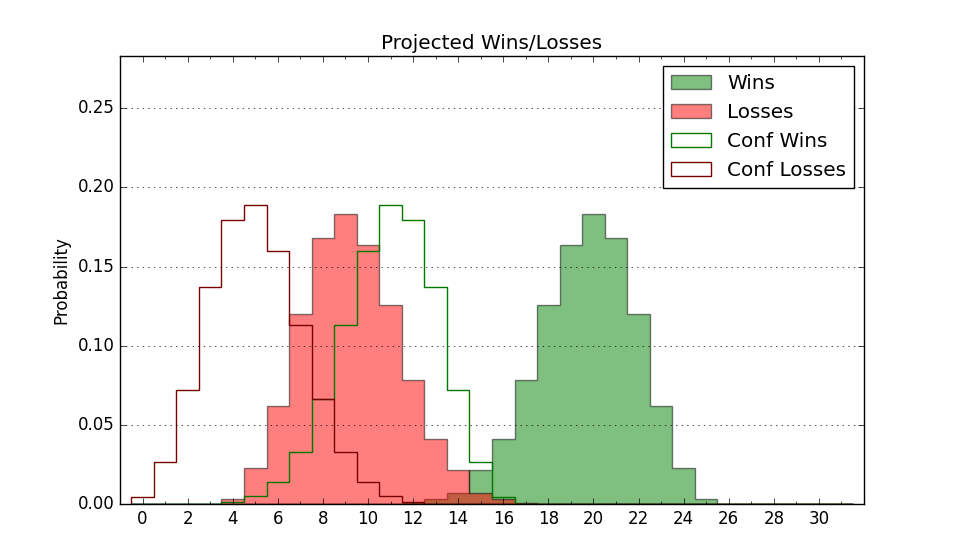 Projected Wins/Losses
Wins
Losses
Conf Wins
Conf Losses
Probability
0.25
0.20
0.15
0.10
0.05
0.00
0 2 4 6 8 10 12 14 16 18 20 22 24 26 28 30